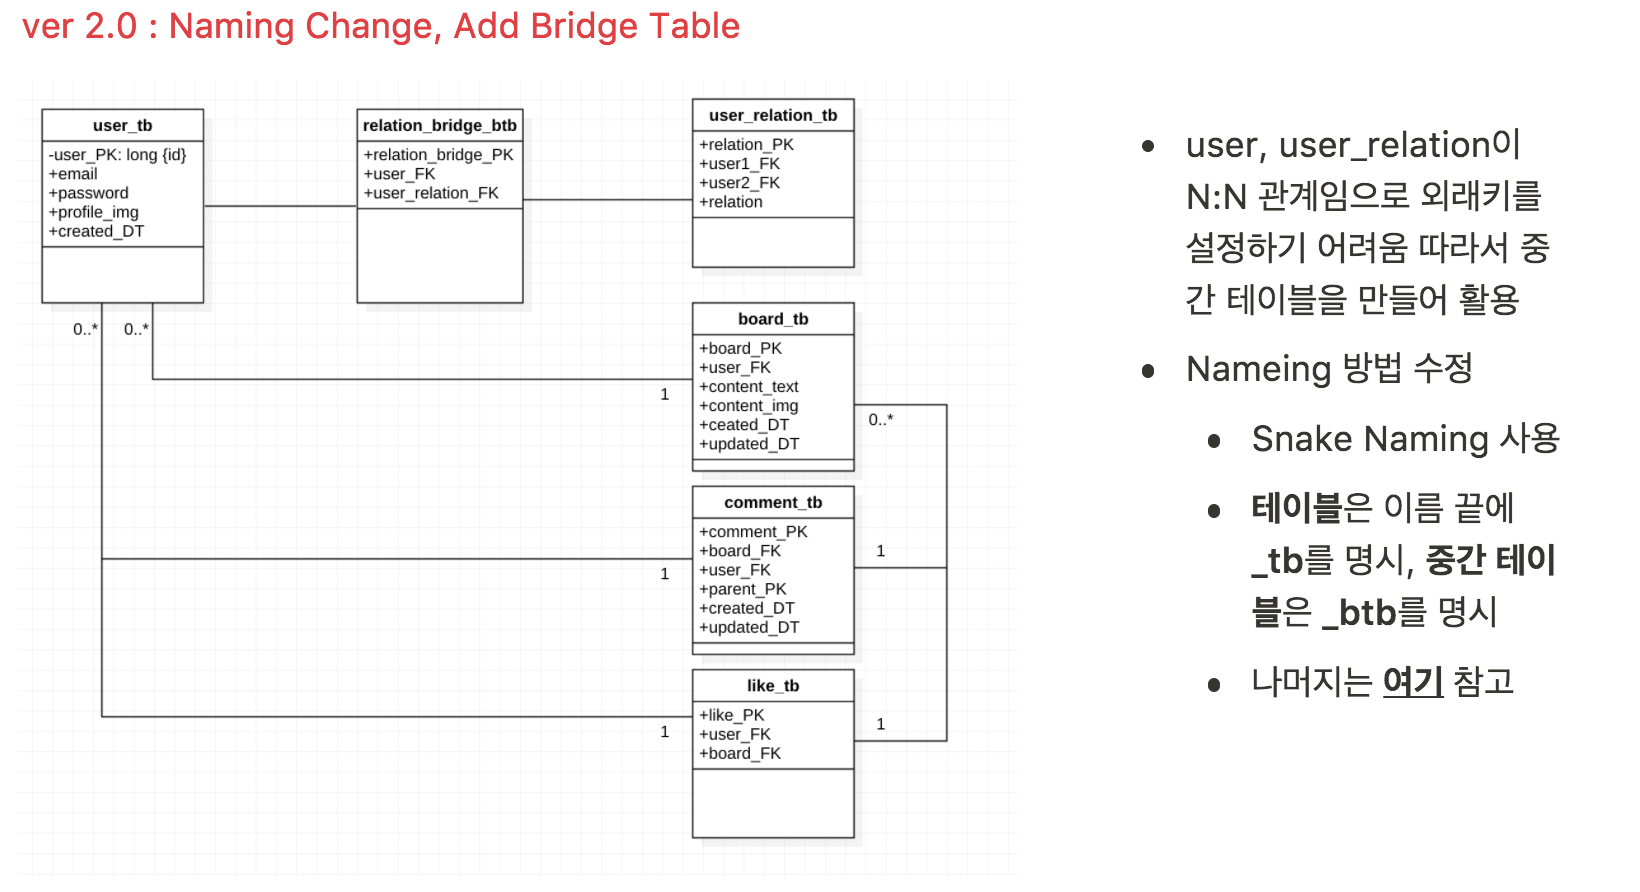 ver 2.0 : Naming Change, Add Bridge Table
user_tb
-user_PK: long {id}
+email
+password
+profile_img
+created_DT
relation_bridge_btb
+relation_bridge_PK
+user_FK
+user_relation_FK
user_relation_tb
+relation_PK
+user1_FK
+user2_FK
+relation
0..*
0..*
board_tb
+board_PK
+user_FK
+content_text
+content_img
+ceated_DT
+updated_DT
1
0..*
comment_tb
+comment_PK
+board_FK
+user_FK
+parent_PK
+created_DT
+updated_DT
1
1
like_tb
+like_PK
+user_FK
+board_FK
1
1
• user, user_relation이
N:N 관계임으로 외래키를
설정하기 어려움 따라서 중
간 테이블을 만들어 활용
• Nameing 방법 수정
• Snake Naming 사용
• 테이블은 이름 끝에
_tb를 명시, 중간 테이
블은 _btb를 명시
• 나머지는 여기 참고